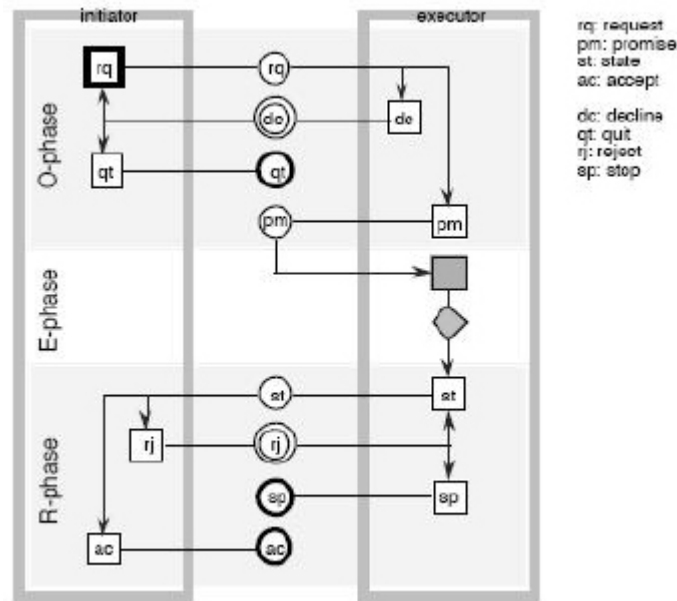 initiator
executor
rq: request
pm: promise
st: state
ac: accept
dc: decline
qt: quit
rj: reject
sp: stop
O-phase
rq
rq
dc
dc
qt
qt
pm
pm
E-phase
R-phase
st
st
rj
rj
sp
sp
ac
ac